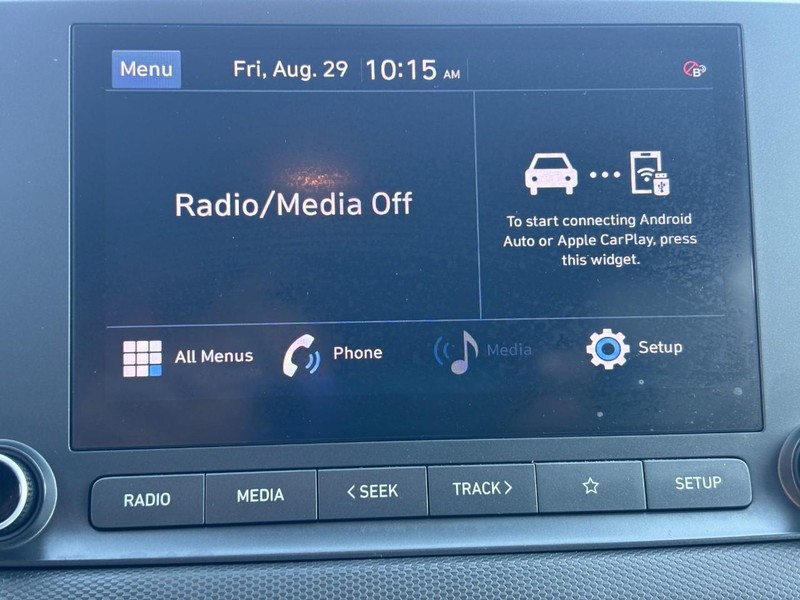 Menu
Fri, Aug. 29
10:15 AM
B
Radio/Media Off
To start connecting Android
Auto or Apple CarPlay, press
this widget.
All Menus
Phone
Media
Setup
RADIO
MEDIA
< SEEK
TRACK >
SETUP